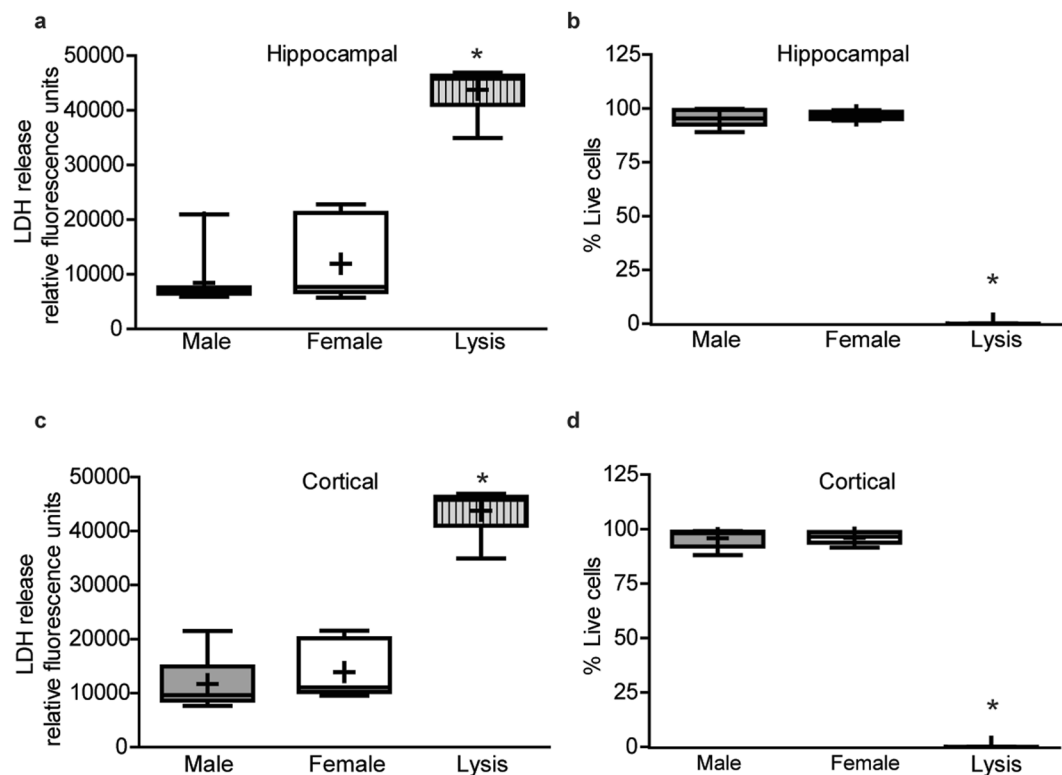 a
Hippocampal
*
50000
40000
30000
20000
10000
0
LDH release
relative fluorescence units
Male Female Lysis
b
Hippocampal
125
100
75
50
25
0
% Live cells
*
Male Female Lysis
c
Cortical
*
50000
40000
30000
20000
10000
0
LDH release
relative fluorescence units
Male Female Lysis
d
Cortical
125
100
75
50
25
0
% Live cells
*
Male Female Lysis